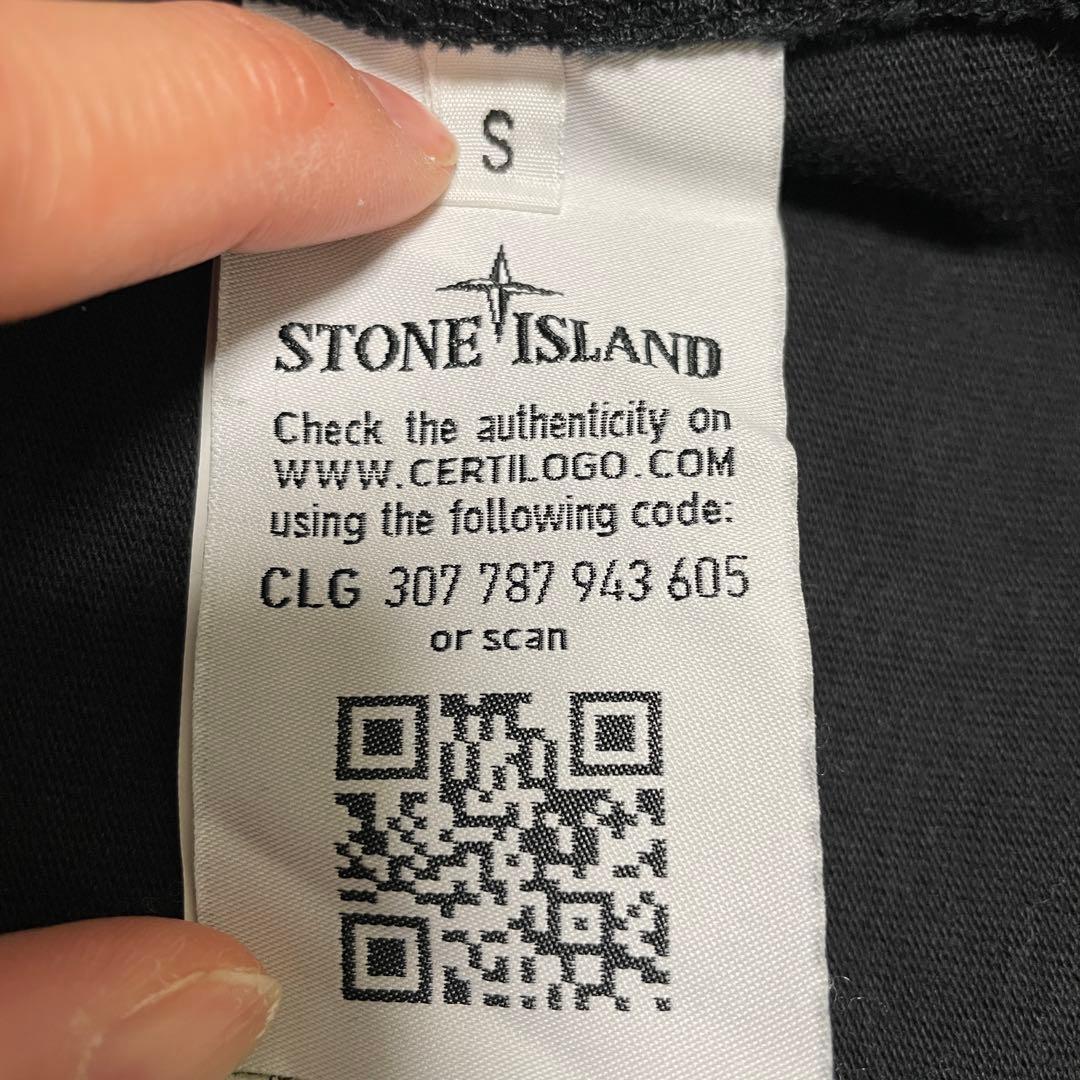 S
STONE ISLAND
Check the authenticity on
WWW.CERTILOGO.COM
using the following code:
CLG 307 787 943 605
or scan